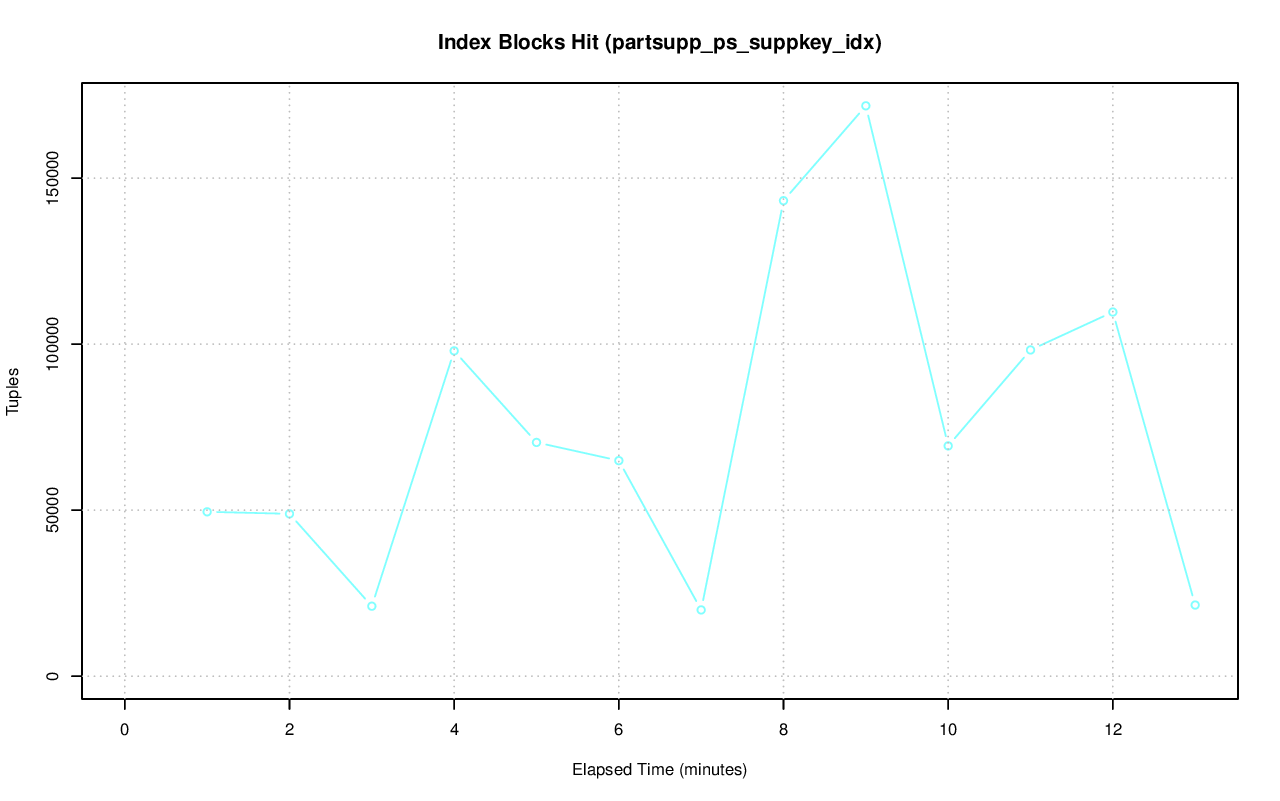 Index Blocks Hit (partsupp_ps_suppkey_idx)
Tuples
150000
100000
50000
0
0 2 4 6 8 10 12
Elapsed Time (minutes)